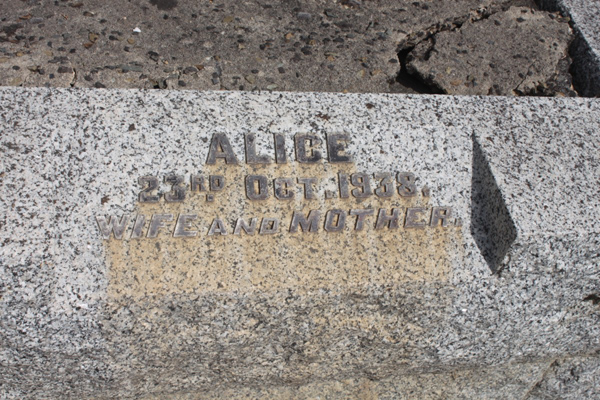 ALICE
23RD OCT. 1938.
WIFE AND MOTHER.